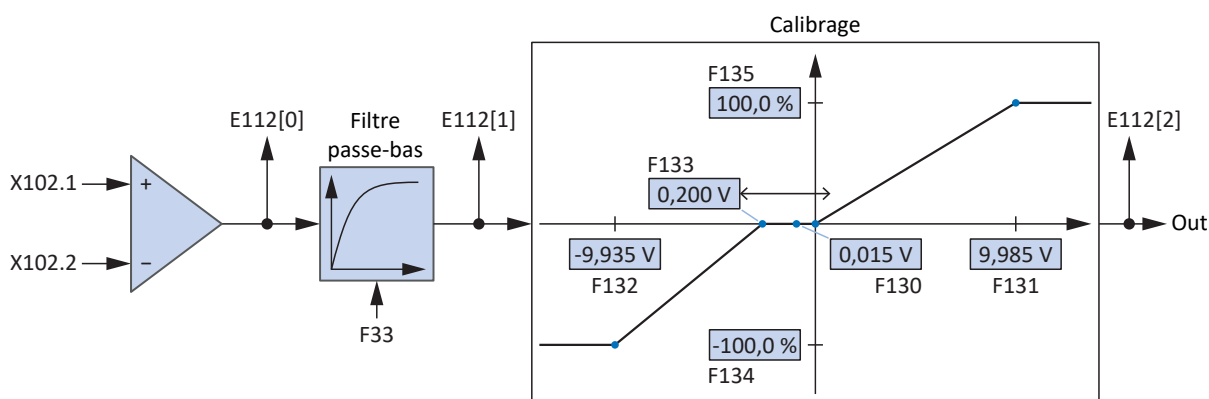 Calibrage
F135
100,0 %
E112[0]
Filtre
passe-bas
E112[1]
E112[2]
X102.1
+
F133
0,200 V
Out
X102.2
−
-9,935 V
0,015 V
9,985 V
F132
F130
F131
F33
-100,0 %
F134